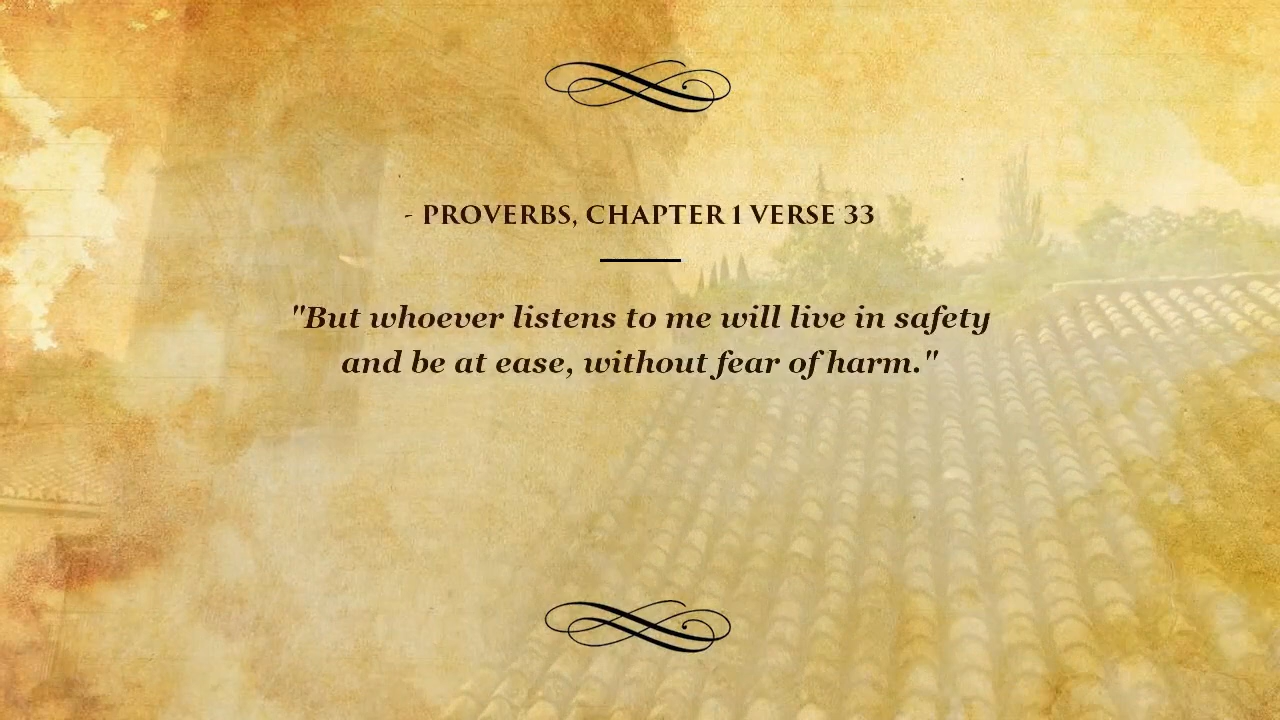 - PROVERBS, CHAPTER 1 VERSE 33
"But whoever listens to me will live in safety
and be at ease, without fear of harm."